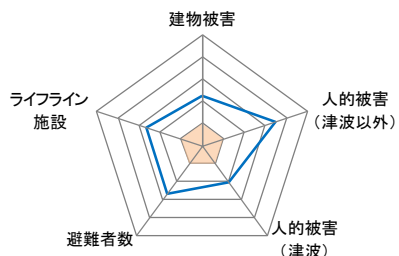 建物被害
ライフライン
施設
人的被害
（津波以外）
避難者数
人的被害
（津波）